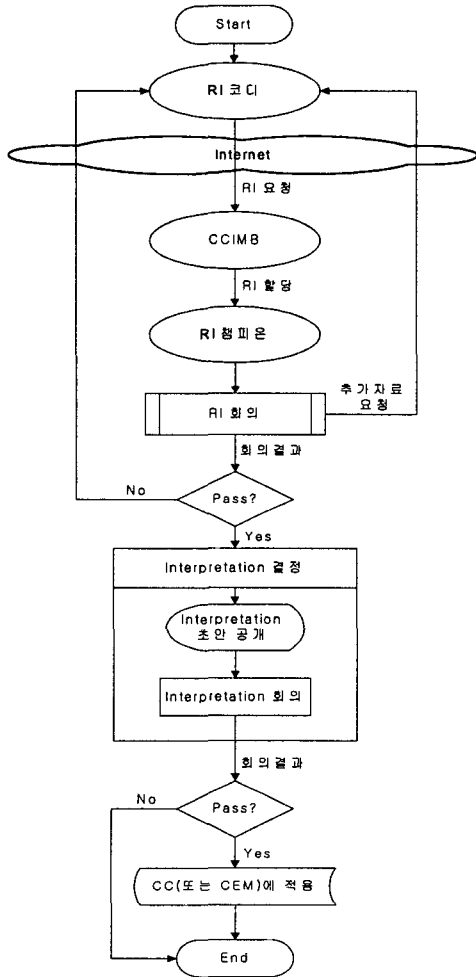 Start
RI 코디
Internet
RI 요청
CCIMB
RI 할당
RI 챔피온
추가자료
요청
RI 회의
회의결과
No
Pass?
Yes
Interpretation 결정
Interpretation
초안 공개
Interpretation 회의
회의결과
No
Pass?
Yes
CC(또는 CEM)에 적용
End